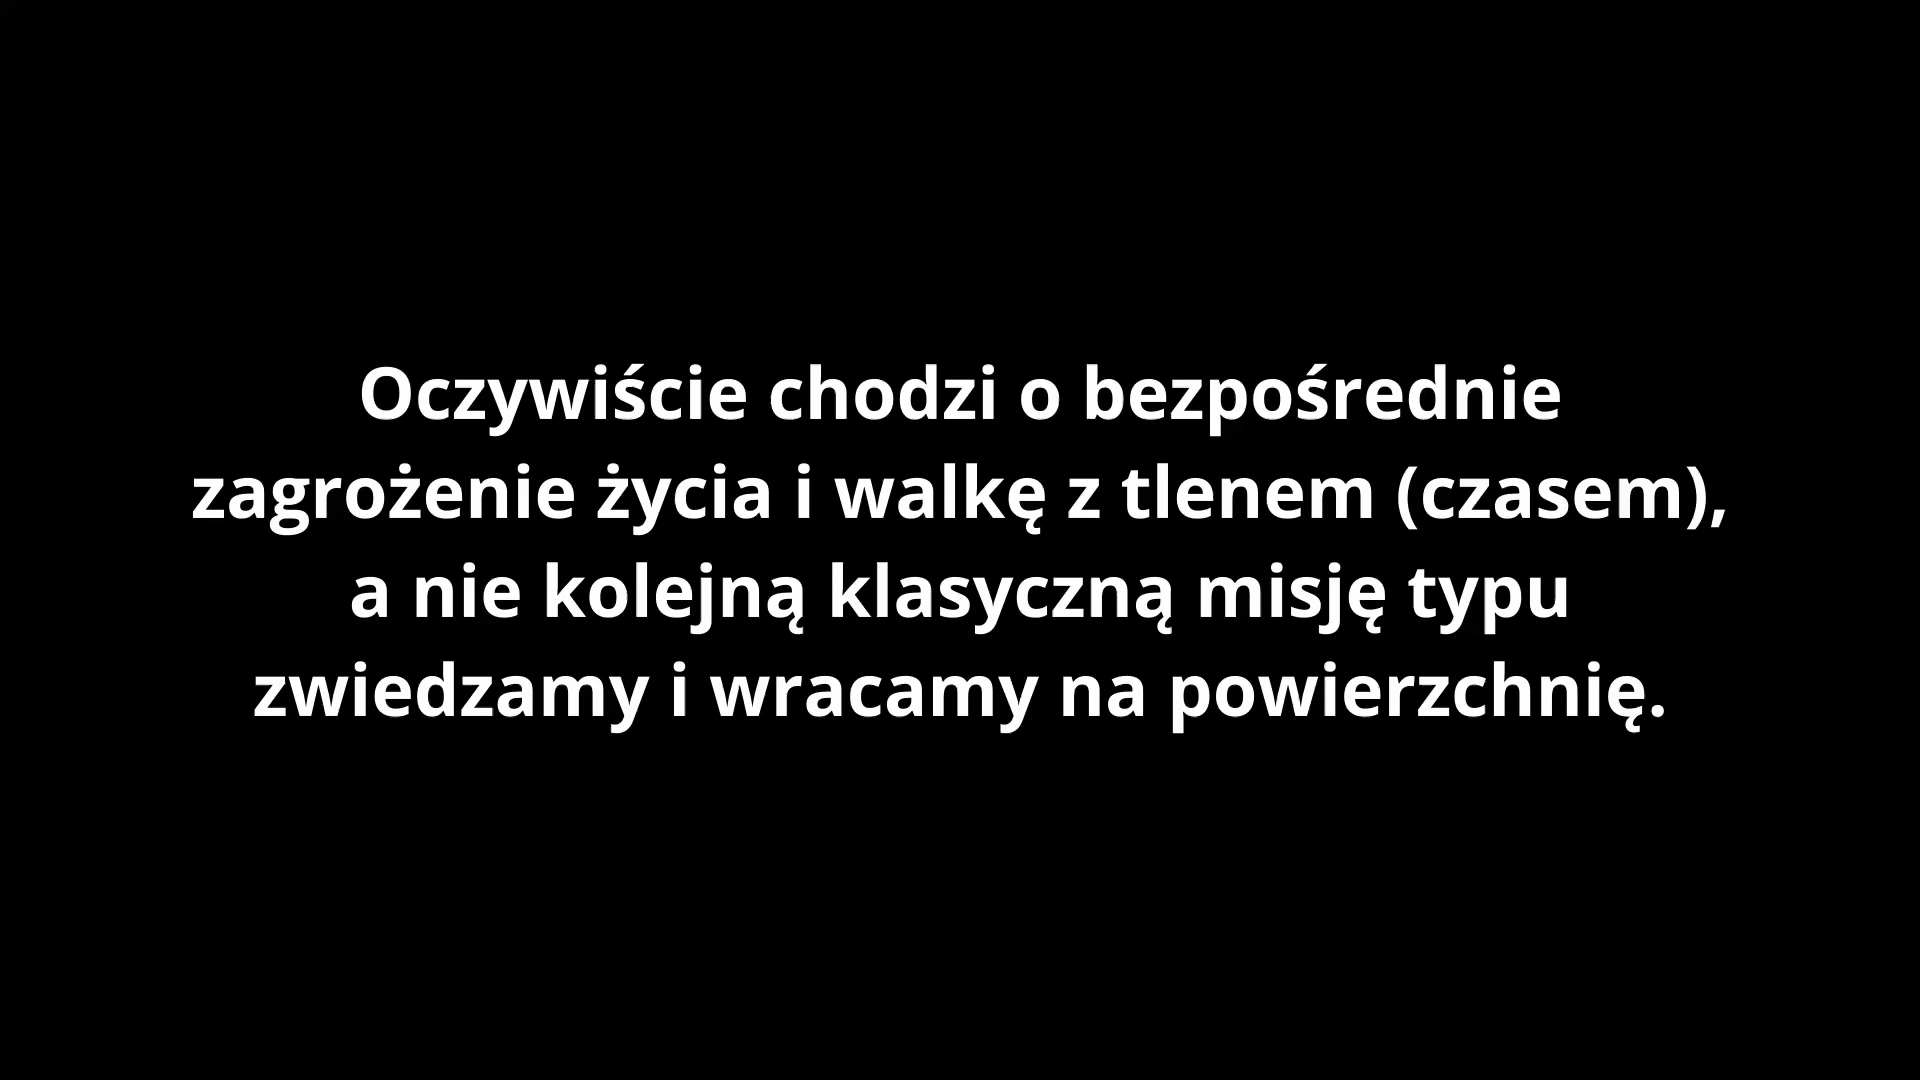 Oczywiście chodzi o bezpośrednie
zagrożenie życia i walkę z tlenem (czasem),
a nie kolejną klasyczną misję typu
zwiedzamy i wracamy na powierzchnię.